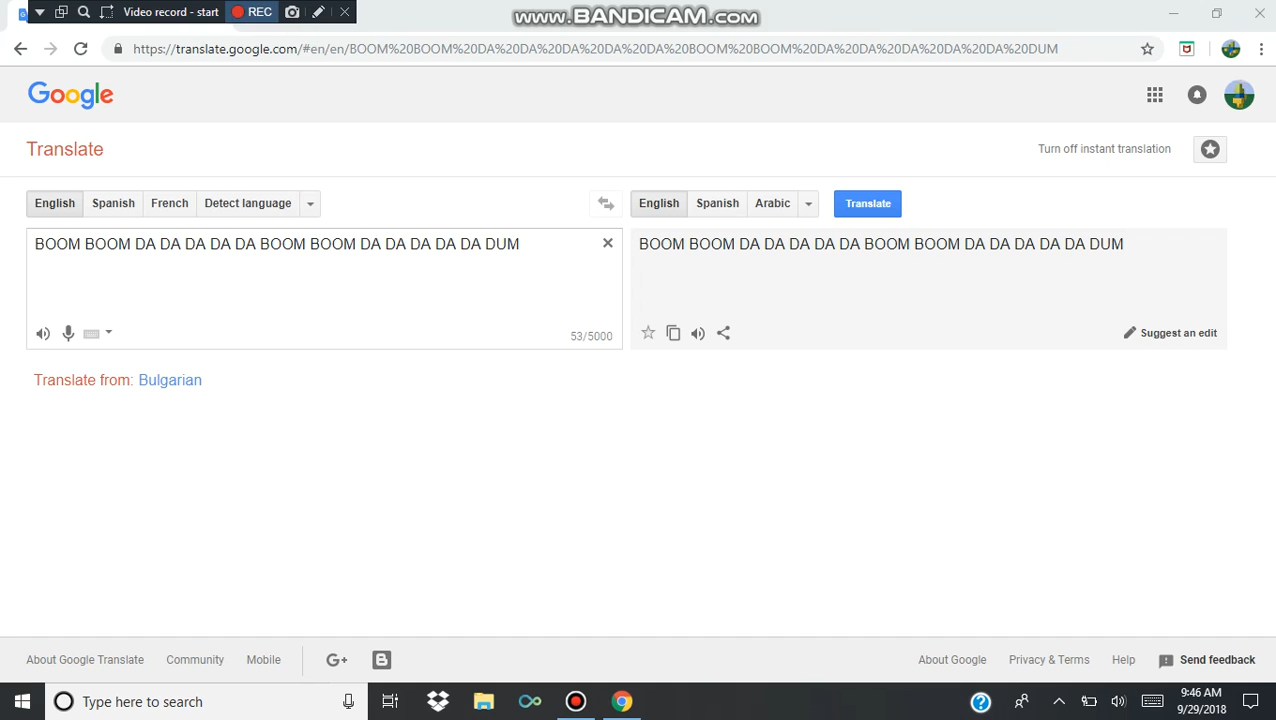 Video record - start
REC
www.BANDICAM.com
https://translate.google.com/#en/en/BOOM%20BOOM%20DA%20DA%20DA%20DA%20DA%20BOOM%20BOOM%20DA%20DA%20DA%20DA%20DA%20DUM
Google
Translate
Turn off instant translation
English Spanish French Detect language
English Spanish Arabic Translate
BOOM BOOM DA DA DA DA DA BOOM BOOM DA DA DA DA DA DUM
BOOM BOOM DA DA DA DA DA BOOM BOOM DA DA DA DA DA DUM
53/5000
Suggest an edit
Translate from: Bulgarian
About Google Translate Community Mobile G+ B
About Google Privacy & Terms Help Send feedback
Type here to search
9:46 AM
9/29/2018